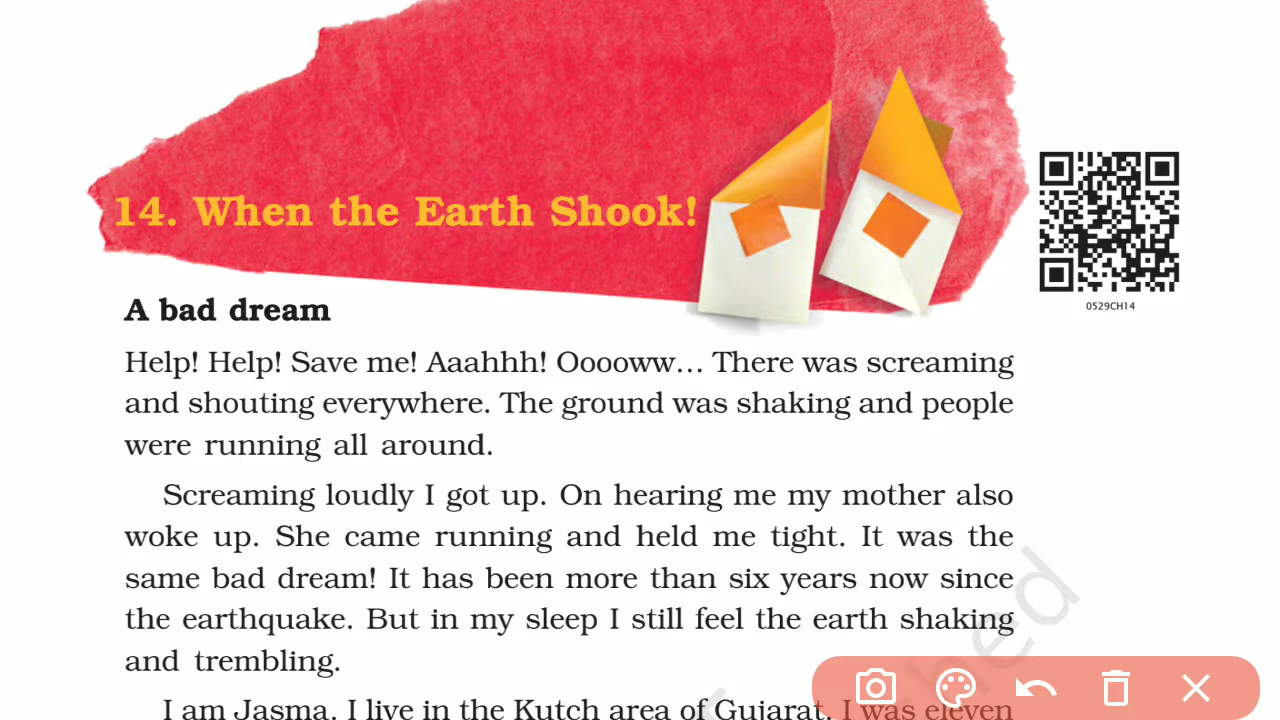 14. When the Earth Shook!
0529CH14
A bad dream
Help! Help! Save me! Aaahhh! Ooooww... There was screaming
and shouting everywhere. The ground was shaking and people
were running all around.
Screaming loudly I got up. On hearing me my mother also
woke up. She came running and held me tight. It was the
same bad dream! It has been more than six years now since
the earthquake. But in my sleep I still feel the earth shaking
and trembling.
I am Jasma. I live in the Kutch area of Gujarat. I was eleven